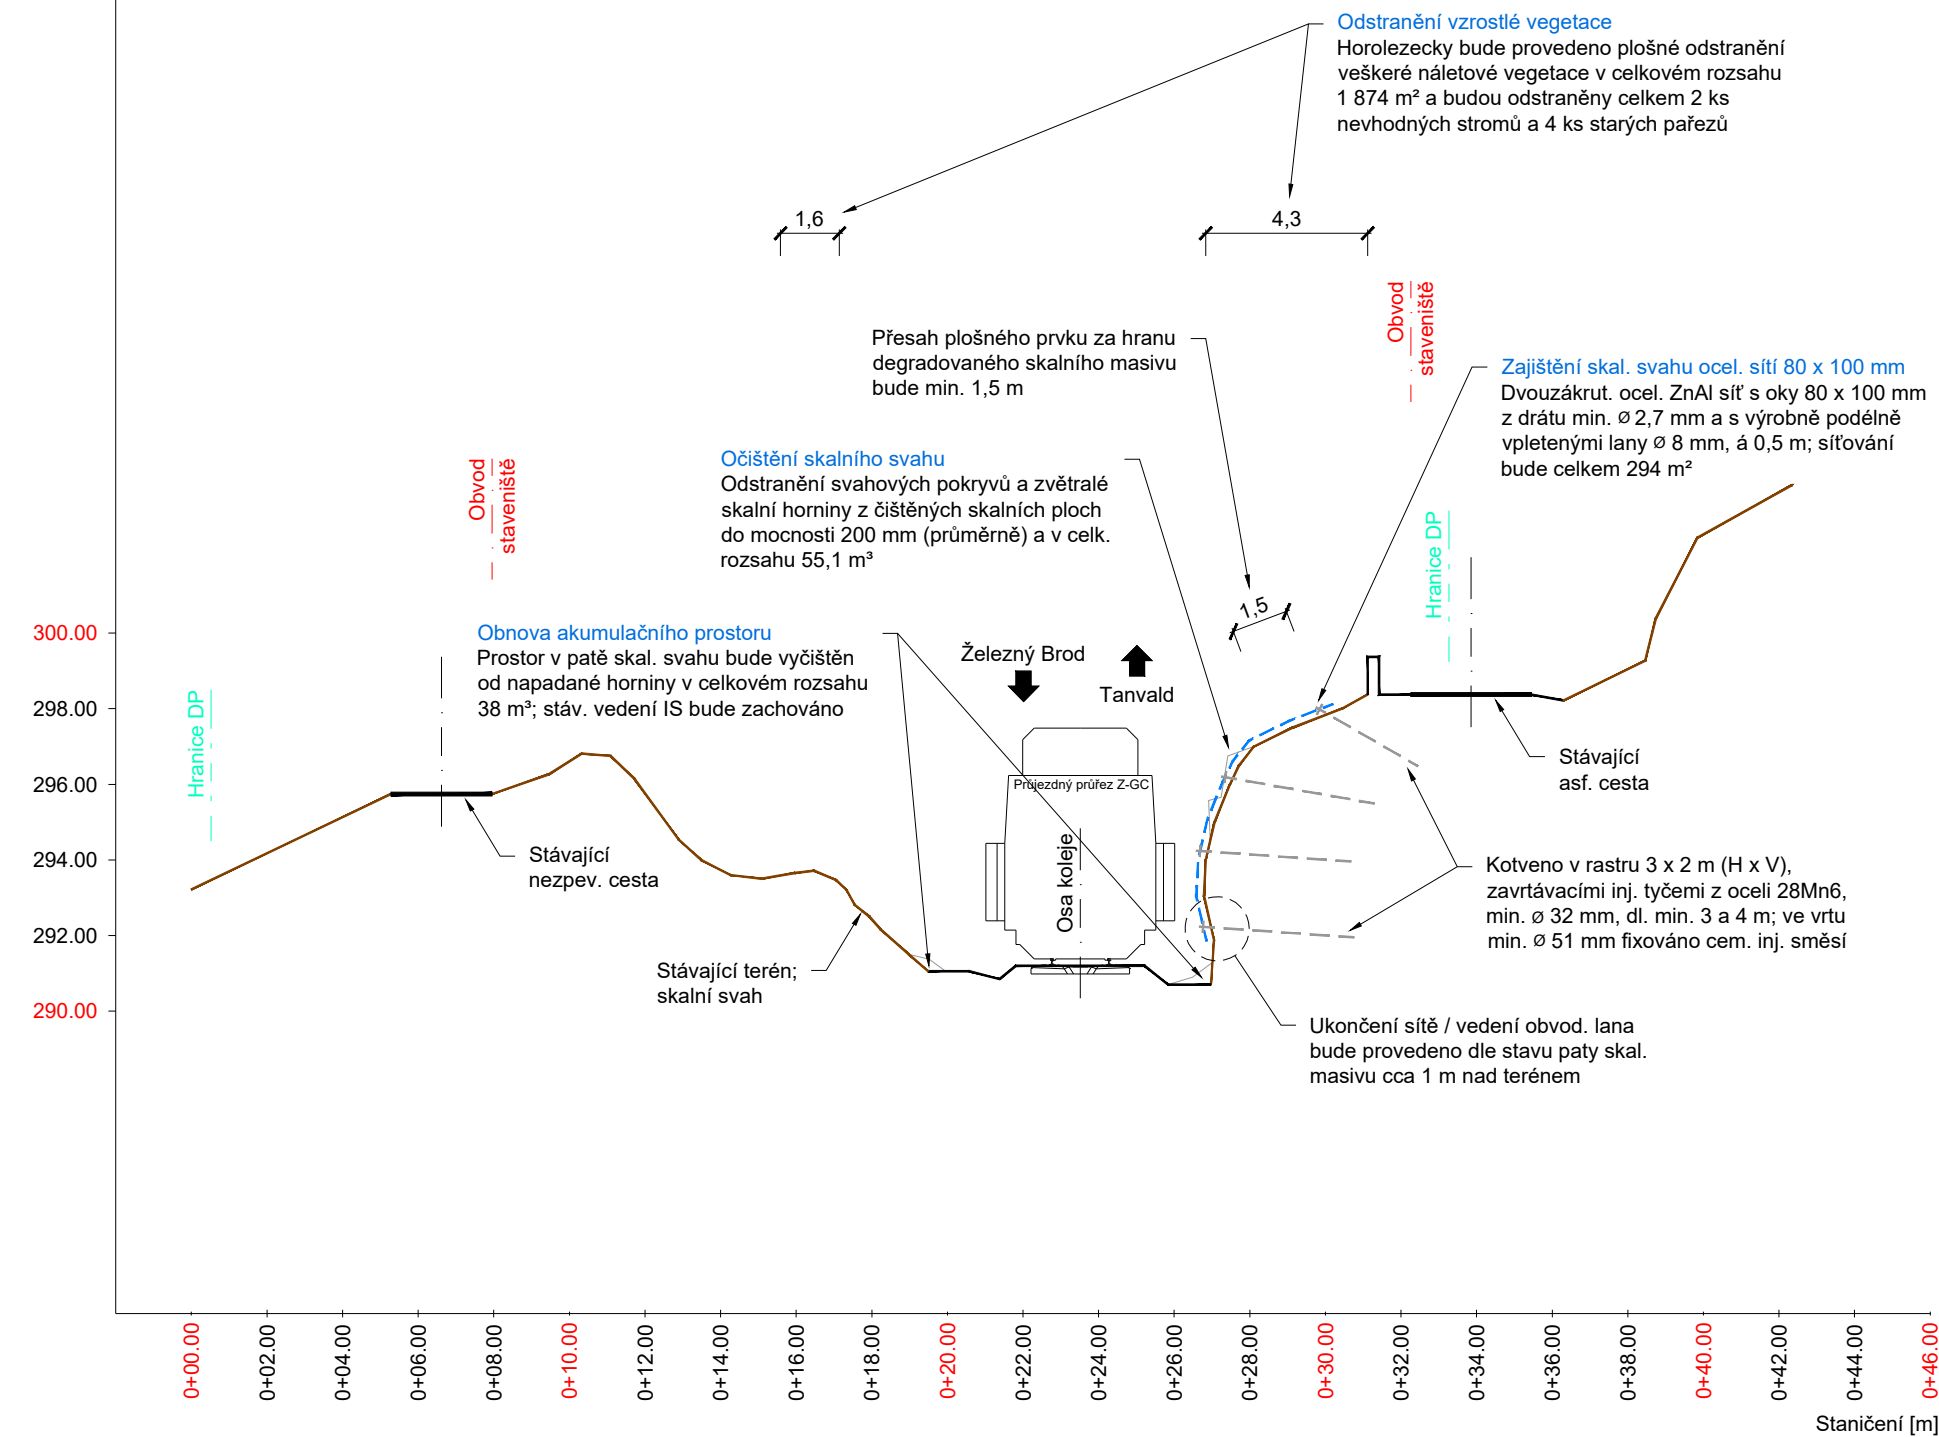 Odstranění vzrostlé vegetace
Horolezecky bude provedeno plošné odstranění
veškeré náletové vegetace v celkovém rozsahu
1 874 m² a budou odstraněny celkem 2 ks
nevhodných stromů a 4 ks starých pařezů
1,6
4,3
Obvod
staveniště
Přesah plošného prvku za hranu
degradovaného skalního masivu
bude min. 1,5 m
Zajištění skal. svahu ocel. sítí 80 x 100 mm
Dvouzákrut. ocel. ZnAl síť s oky 80 x 100 mm
z drátu min. ⌀ 2,7 mm a s výrobně podélně
vpletenými lany ⌀ 8 mm, á 0,5 m; síťování
bude celkem 294 m²
Očištění skalního svahu
Odstranění svahových pokryvů a zvětralé
skalní horniny z čištěných skalních ploch
do mocnosti 200 mm (průměrně) a v celk.
rozsahu 55,1 m³
Obvod
staveniště
Hranice DP
1,5
Obnova akumulačního prostoru
Prostor v patě skal. svahu bude vyčištěn
od napadané horniny v celkovém rozsahu
38 m³; stáv. vedení IS bude zachováno
Železný Brod
Tanvald
Hranice DP
Průjezdný průřez Z-GC
Osa koleje
Stávající
asf. cesta
Stávající
nezpev. cesta
Kotveno v rastru 3 x 2 m (H x V),
zavrtávacími inj. tyčemi z oceli 28Mn6,
min. ⌀ 32 mm, dl. min. 3 a 4 m; ve vrtu
min. ⌀ 51 mm fixováno cem. inj. směsí
Stávající terén;
skalní svah
Ukončení sítě / vedení obvod. lana
bude provedeno dle stavu paty skal.
masivu cca 1 m nad terénem
300.00
298.00
296.00
294.00
292.00
290.00
0+00.00
0+02.00
0+04.00
0+06.00
0+08.00
0+10.00
0+12.00
0+14.00
0+16.00
0+18.00
0+20.00
0+22.00
0+24.00
0+26.00
0+28.00
0+30.00
0+32.00
0+34.00
0+36.00
0+38.00
0+40.00
0+42.00
0+44.00
0+46.00
Staničení [m]